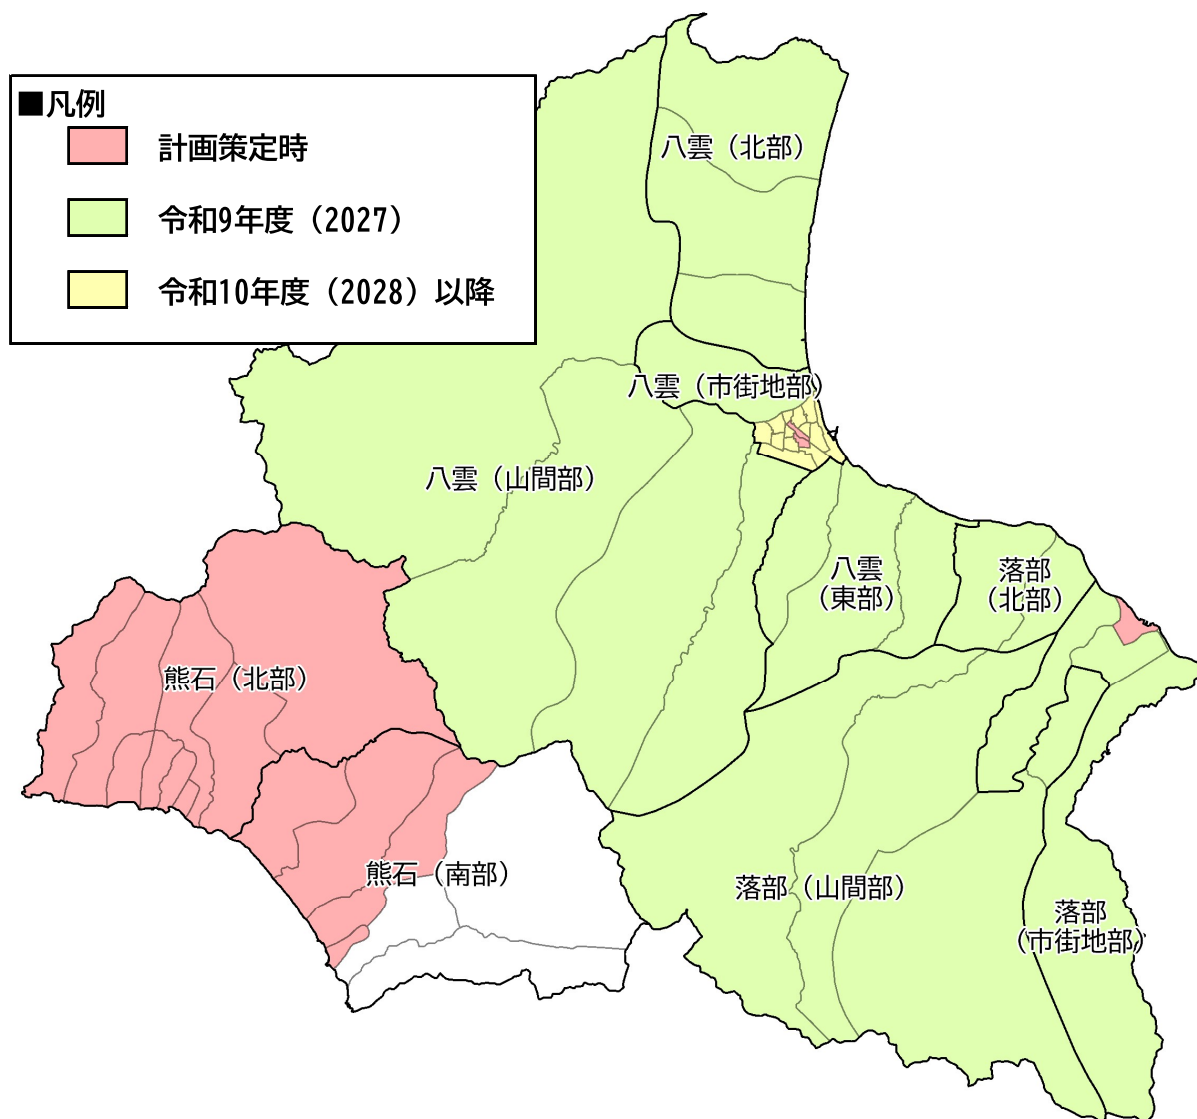 ■凡例
計画策定時
令和9年度（2027）
令和10年度（2028）以降
八雲（北部）
八雲（市街地部）
八雲（山間部）
八雲
（東部）
落部
（北部）
熊石（北部）
熊石（南部）
落部（山間部）
落部
（市街地部）